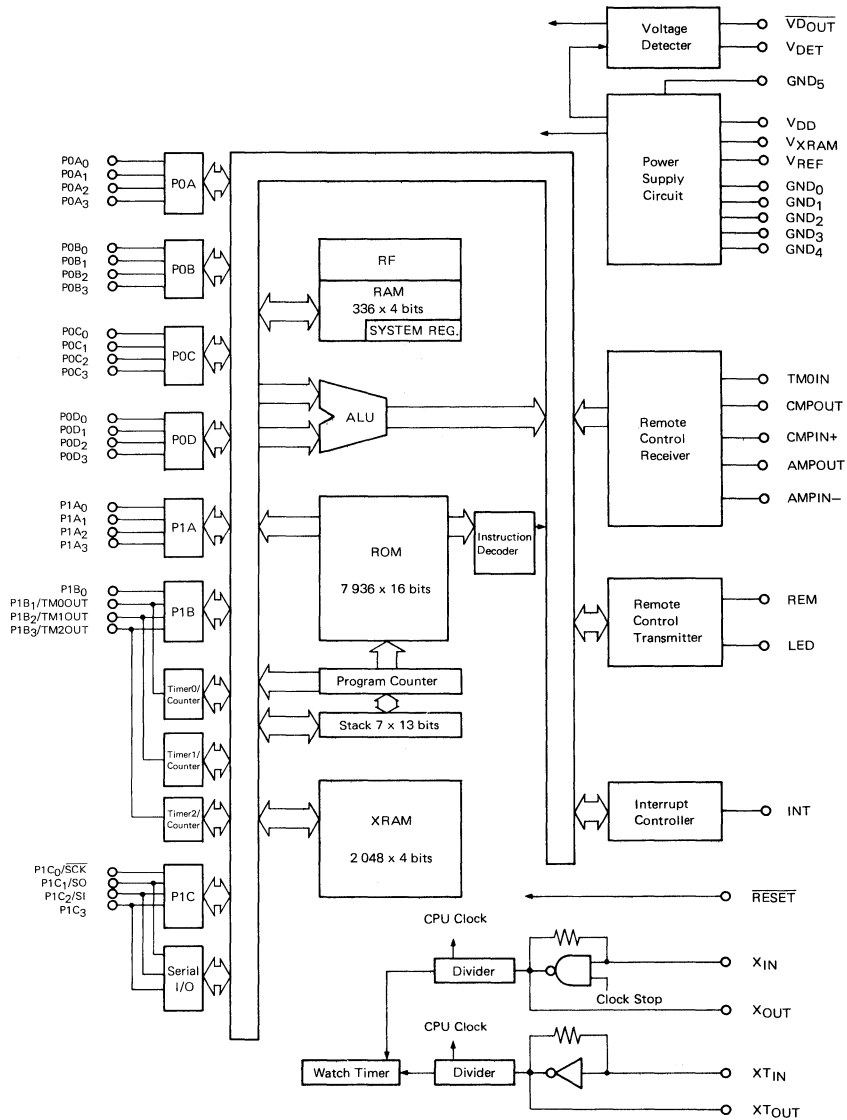 Voltage
Detecter
VDOUT
VDET
GND5
Power
Supply
Circuit
VDD
VXRAM
VREF
GND0
GND1
GND2
GND3
GND4
P0A0
P0A1
P0A2
P0A3
P0A
P0B0
P0B1
P0B2
P0B3
P0B
P0C0
P0C1
P0C2
P0C3
P0C
P0D0
P0D1
P0D2
P0D3
P0D
P1A0
P1A1
P1A2
P1A3
P1A
P1B0
P1B1/TM0OUT
P1B2/TM1OUT
P1B3/TM2OUT
P1B
Timer0/
Counter
Timer1/
Counter
Timer2/
Counter
P1C0/SCK
P1C1/SO
P1C2/SI
P1C3
P1C
Serial
I/O
RF
RAM
336 x 4 bits
SYSTEM REG.
ALU
ROM
7 936 x 16 bits
Instruction
Decoder
Program Counter
Stack 7 x 13 bits
XRAM
2 048 x 4 bits
Remote
Control
Receiver
TM0IN
CMPOUT
CMPIN+
AMPOUT
AMPIN−
Remote
Control
Transmitter
REM
LED
Interrupt
Controller
INT
RESET
CPU Clock
Divider
Clock Stop
XIN
XOUT
CPU Clock
Watch Timer
Divider
XTIN
XTOUT